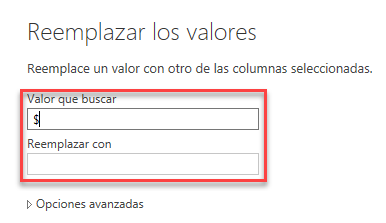 Reemplazar los valores
Reemplace un valor con otro de las columnas seleccionadas.
Valor que buscar
$
Reemplazar con
Opciones avanzadas